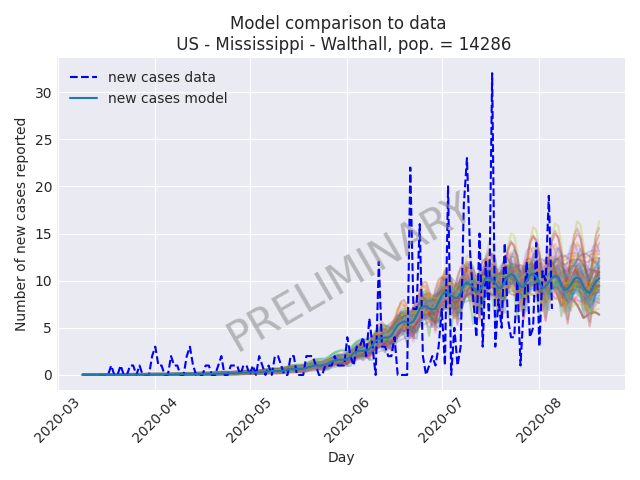 Model comparison to data
US - Mississippi - Walthall, pop. = 14286
new cases data
new cases model
Number of new cases reported
30
25
20
15
10
5
0
PRELIMINARY
2020-03
2020-04
2020-05
2020-06
2020-07
2020-08
Day